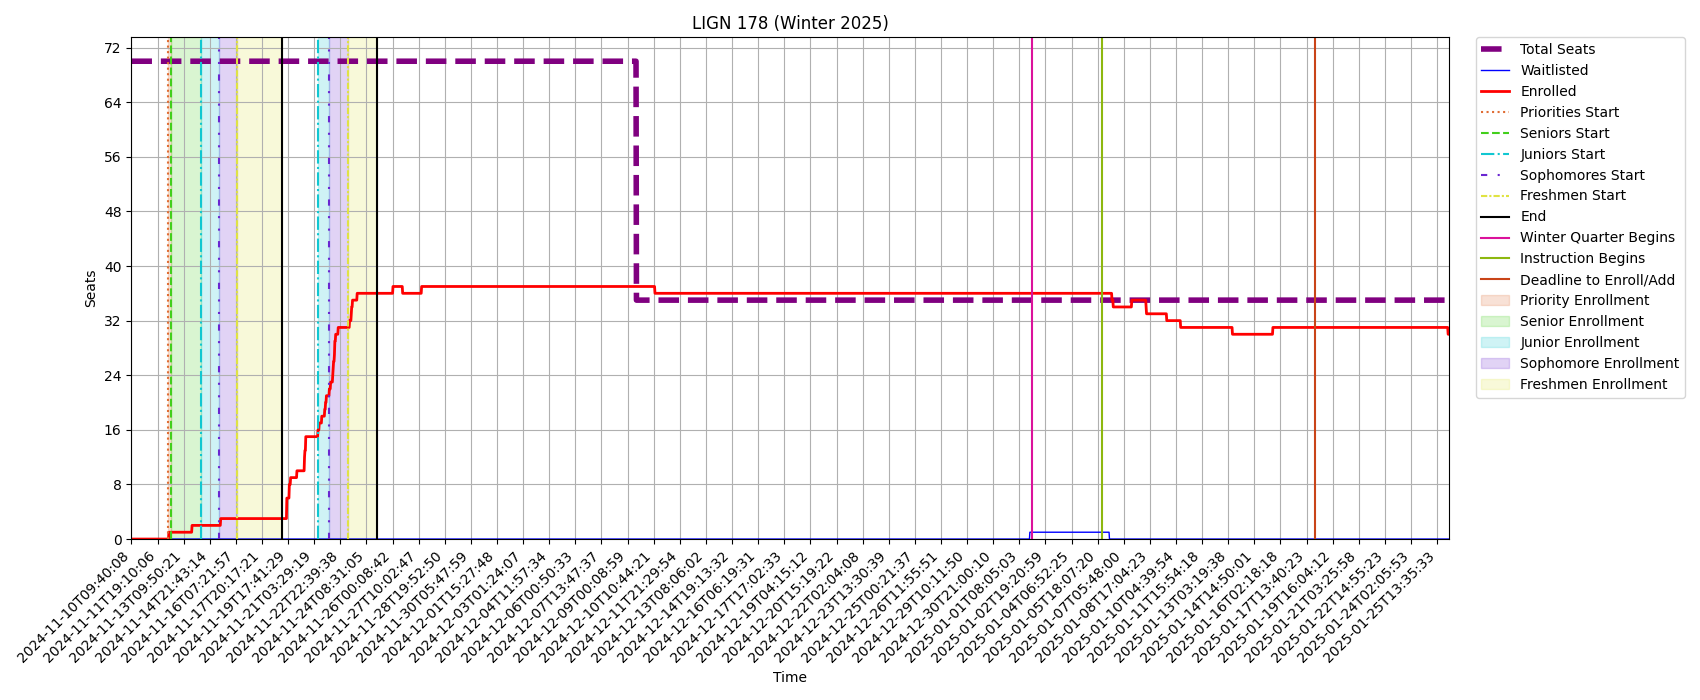 LIGN 178 (Winter 2025)
Seats
72
64
56
48
40
32
24
16
8
0
2024-11-10T09:40:08
2024-11-11T19:10:06
2024-11-13T09:50:21
2024-11-14T21:43:14
2024-11-16T07:21:57
2024-11-17T20:17:21
2024-11-19T17:41:29
2024-11-21T03:29:19
2024-11-22T22:39:38
2024-11-24T08:31:05
2024-11-26T00:08:42
2024-11-27T10:02:47
2024-11-28T19:52:50
2024-11-30T05:47:59
2024-12-01T15:27:48
2024-12-03T01:24:07
2024-12-04T11:57:34
2024-12-06T00:50:33
2024-12-07T13:47:37
2024-12-09T00:08:59
2024-12-10T10:44:21
2024-12-11T21:29:54
2024-12-13T08:06:02
2024-12-14T19:13:32
2024-12-16T06:19:31
2024-12-17T17:02:33
2024-12-19T04:15:12
2024-12-20T15:19:22
2024-12-22T02:04:08
2024-12-23T13:30:39
2024-12-25T00:21:37
2024-12-26T11:55:51
2024-12-29T10:11:50
2024-12-30T21:00:10
2025-01-01T08:05:03
2025-01-02T19:20:59
2025-01-04T06:52:25
2025-01-05T18:07:20
2025-01-07T05:48:00
2025-01-08T17:04:23
2025-01-10T04:39:54
2025-01-11T15:54:18
2025-01-13T03:19:38
2025-01-14T14:50:01
2025-01-16T02:18:18
2025-01-17T13:40:23
2025-01-19T16:04:12
2025-01-21T03:25:58
2025-01-22T14:55:23
2025-01-24T02:05:53
2025-01-25T13:35:33
Time
Total Seats
Waitlisted
Enrolled
Priorities Start
Seniors Start
Juniors Start
Sophomores Start
Freshmen Start
End
Winter Quarter Begins
Instruction Begins
Deadline to Enroll/Add
Priority Enrollment
Senior Enrollment
Junior Enrollment
Sophomore Enrollment
Freshmen Enrollment